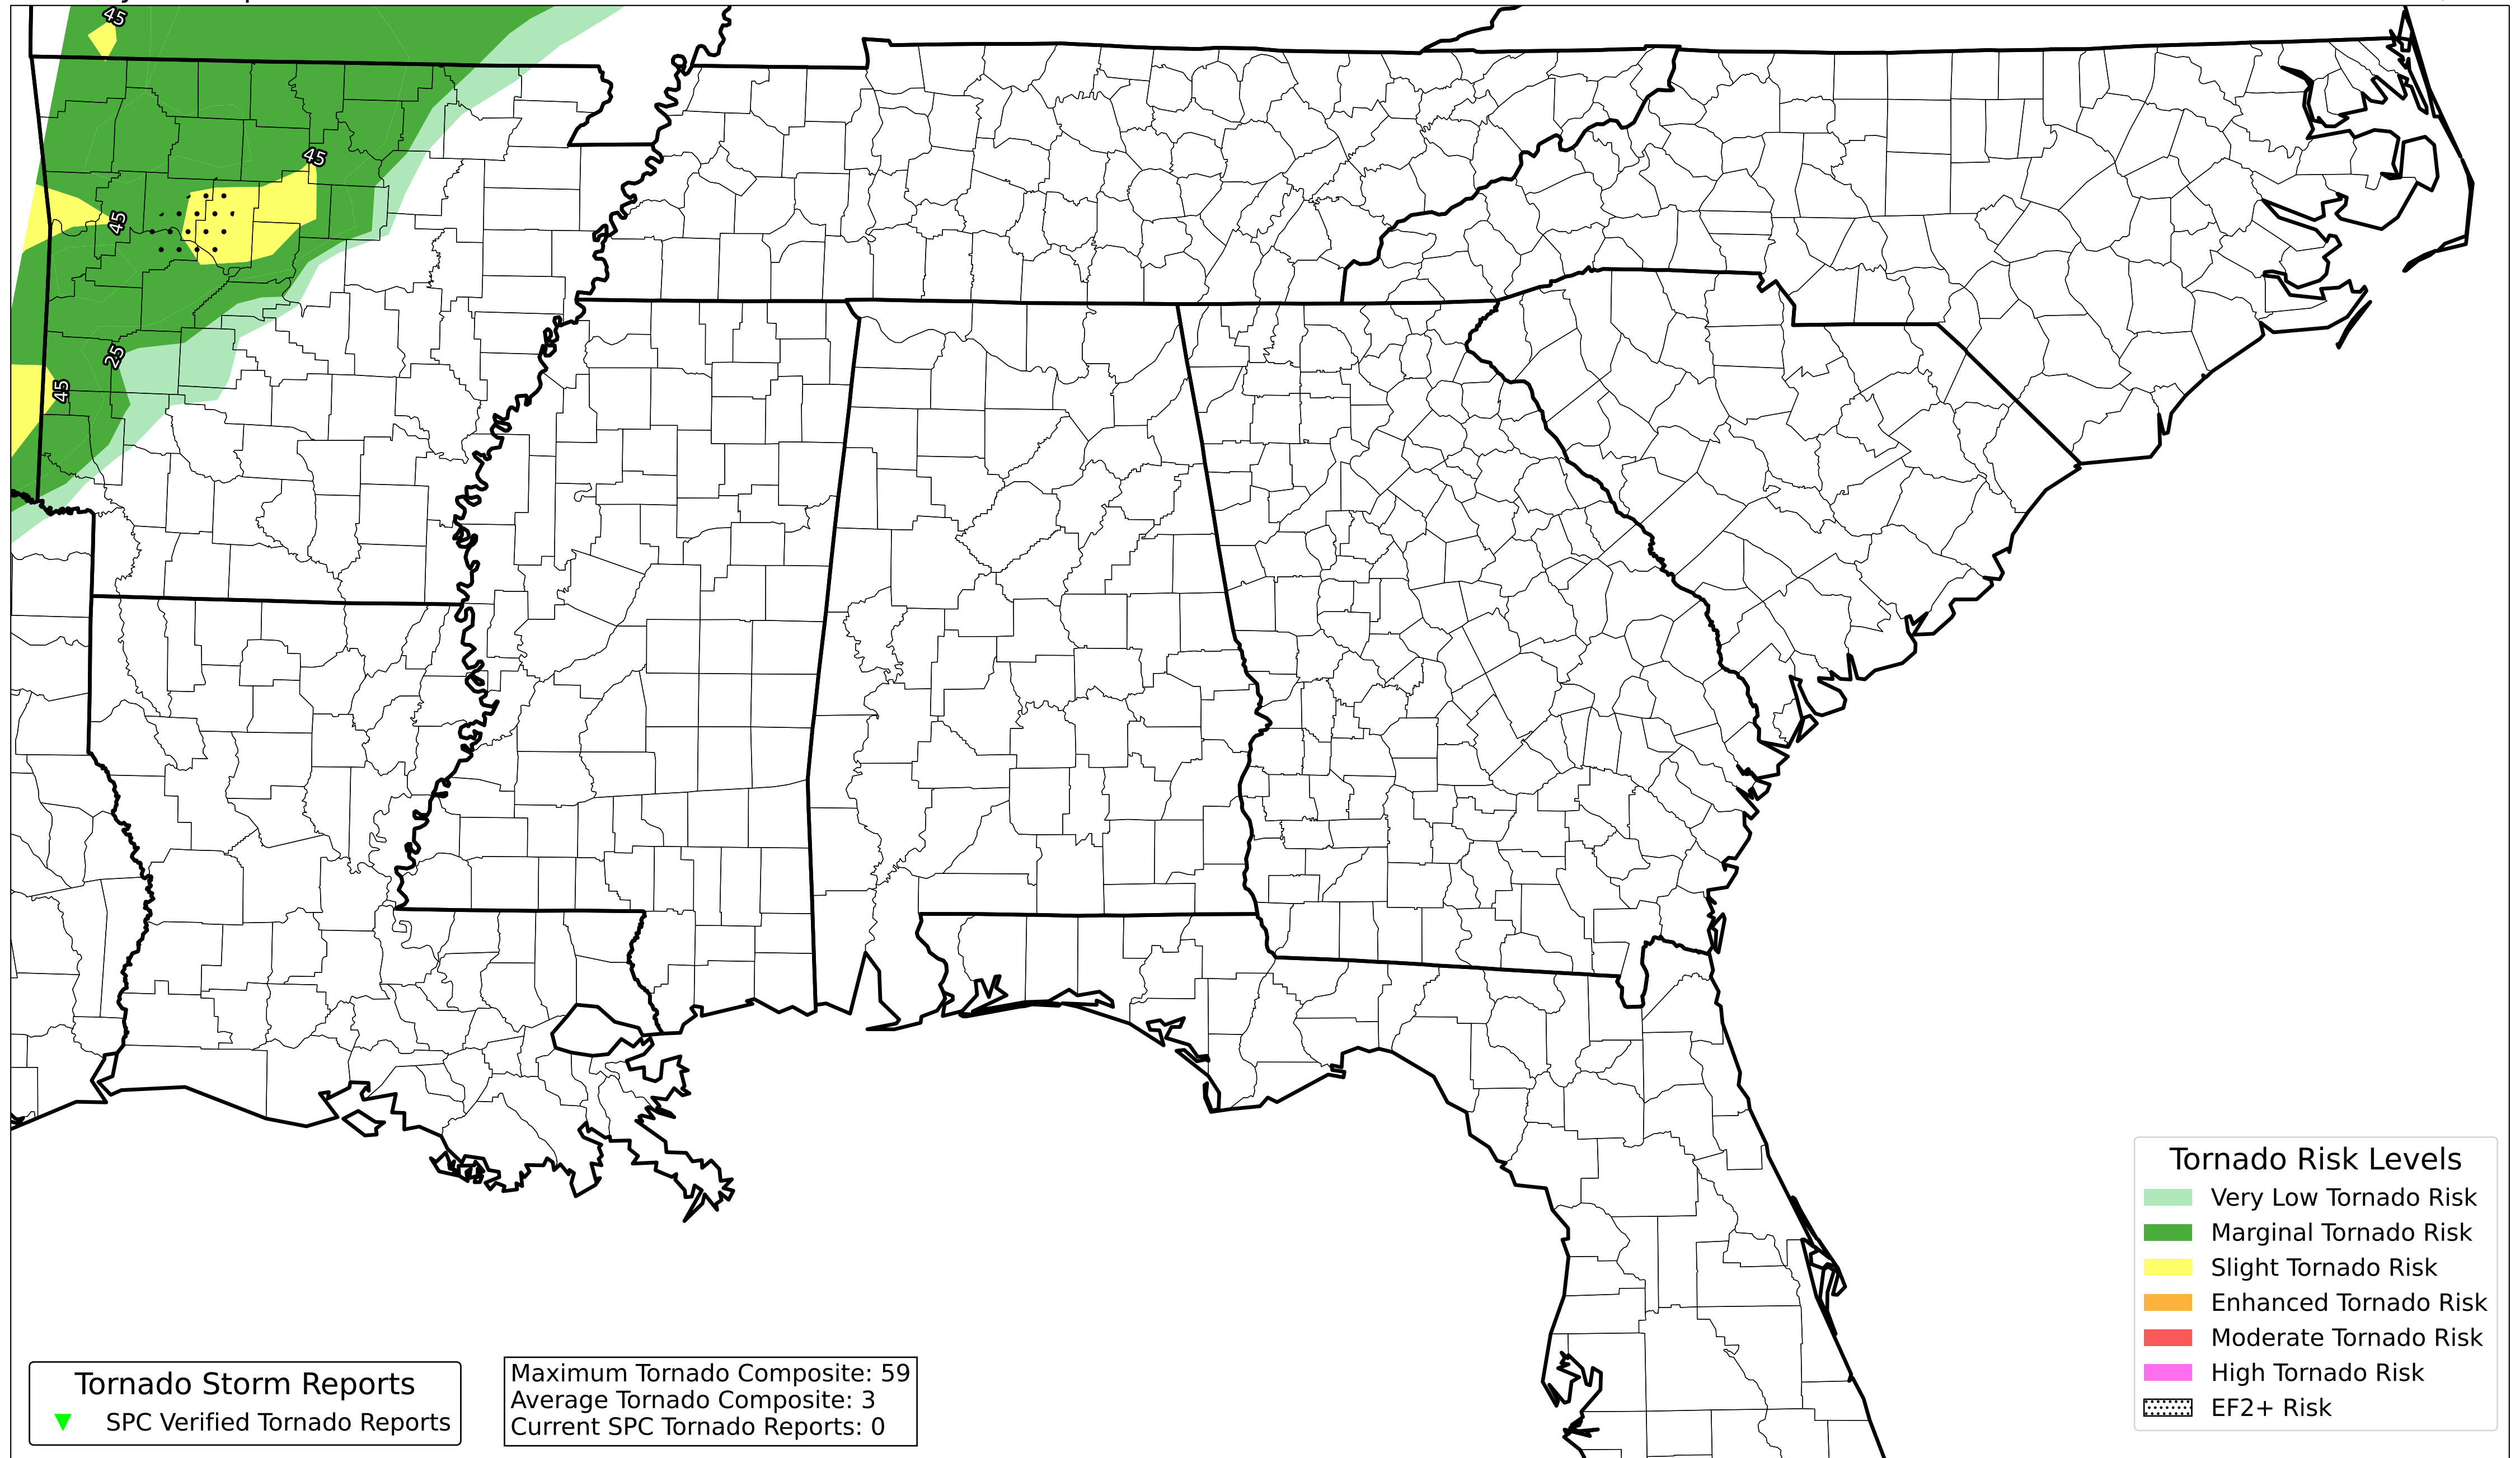 45
45
45
25
45
Tornado Risk Levels
Very Low Tornado Risk
Marginal Tornado Risk
Slight Tornado Risk
Enhanced Tornado Risk
Moderate Tornado Risk
High Tornado Risk
EF2+ Risk
Tornado Storm Reports
SPC Verified Tornado Reports
Maximum Tornado Composite: 59
Average Tornado Composite: 3
Current SPC Tornado Reports: 0